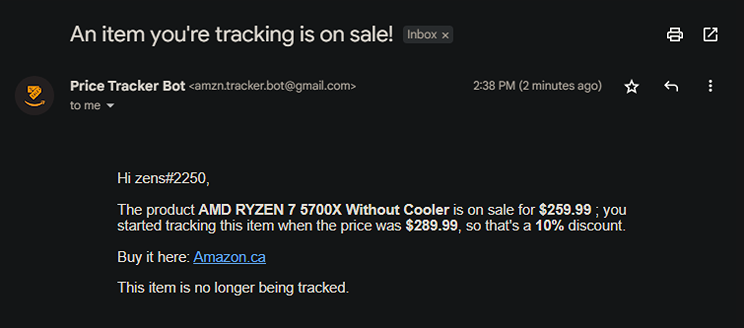 An item you're tracking is on sale! Inbox ×
Price Tracker Bot <amzn.tracker.bot@gmail.com> 2:38 PM (2 minutes ago)
to me
Hi zens#2250,
The product AMD RYZEN 7 5700X Without Cooler is on sale for $259.99 ; you
started tracking this item when the price was $289.99, so that's a 10% discount.
Buy it here: Amazon.ca
This item is no longer being tracked.